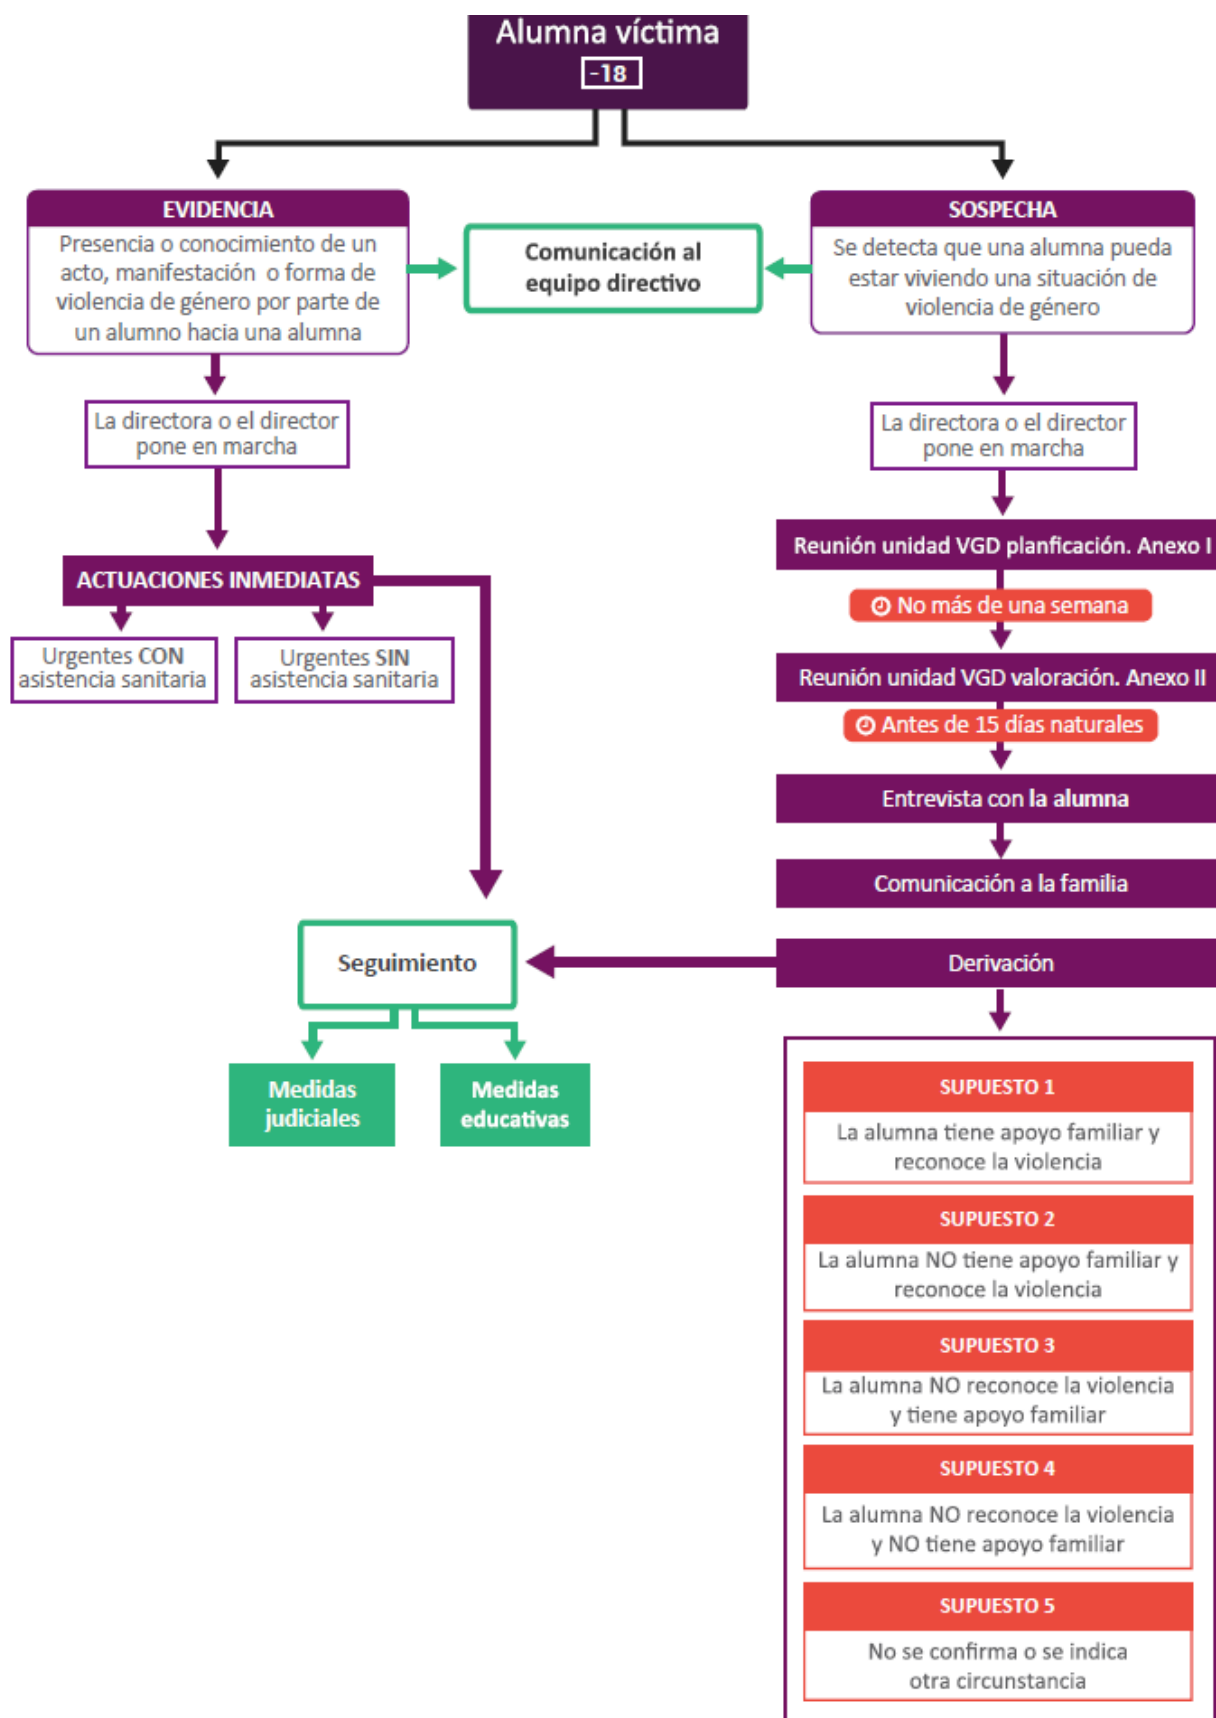 Alumna víctima
-18
EVIDENCIA
Presencia o conocimiento de un
acto, manifestación o forma de
violencia de género por parte de
un alumno hacia una alumna
Comunicación al
equipo directivo
SOSPECHA
Se detecta que una alumna pueda
estar viviendo una situación de
violencia de género
La directora o el director
pone en marcha
La directora o el director
pone en marcha
ACTUACIONES INMEDIATAS
Urgentes CON
asistencia sanitaria
Urgentes SIN
asistencia sanitaria
Reunión unidad VGD planficación. Anexo I
No más de una semana
Reunión unidad VGD valoración. Anexo II
Antes de 15 días naturales
Entrevista con la alumna
Comunicación a la familia
Derivación
Seguimiento
Medidas
judiciales
Medidas
educativas
SUPUESTO 1
La alumna tiene apoyo familiar y
reconoce la violencia
SUPUESTO 2
La alumna NO tiene apoyo familiar y
reconoce la violencia
SUPUESTO 3
La alumna NO reconoce la violencia
y tiene apoyo familiar
SUPUESTO 4
La alumna NO reconoce la violencia
y NO tiene apoyo familiar
SUPUESTO 5
No se confirma o se indica
otra circunstancia